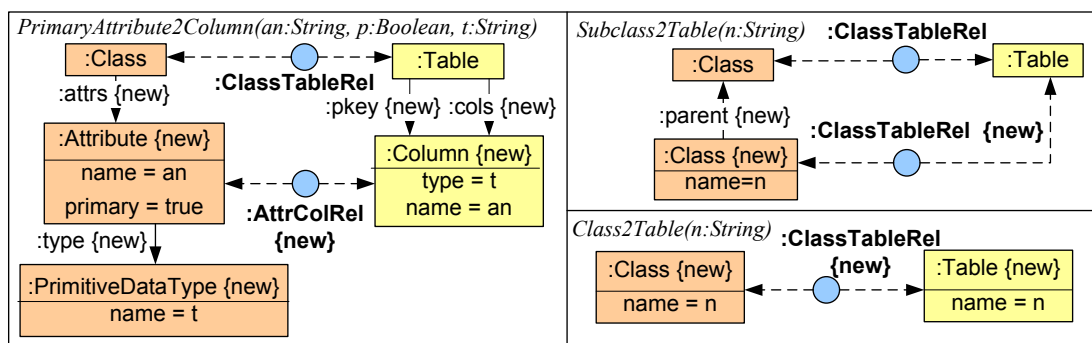 PrimaryAttribute2Column(an:String, p:Boolean, t:String)
:Class
:ClassTableRel
:Table
:attrs {new}
:pkey {new}
:cols {new}
:Attribute {new}
name = an
primary = true
:Column {new}
type = t
name = an
:AttrColRel
{new}
:type {new}
:PrimitiveDataType {new}
name = t
Subclass2Table(n:String)
:ClassTableRel
:Class
:Table
:parent {new}
:ClassTableRel {new}
:Class {new}
name=n
Class2Table(n:String)
:ClassTableRel
{new}
:Class {new}
name = n
:Table {new}
name = n